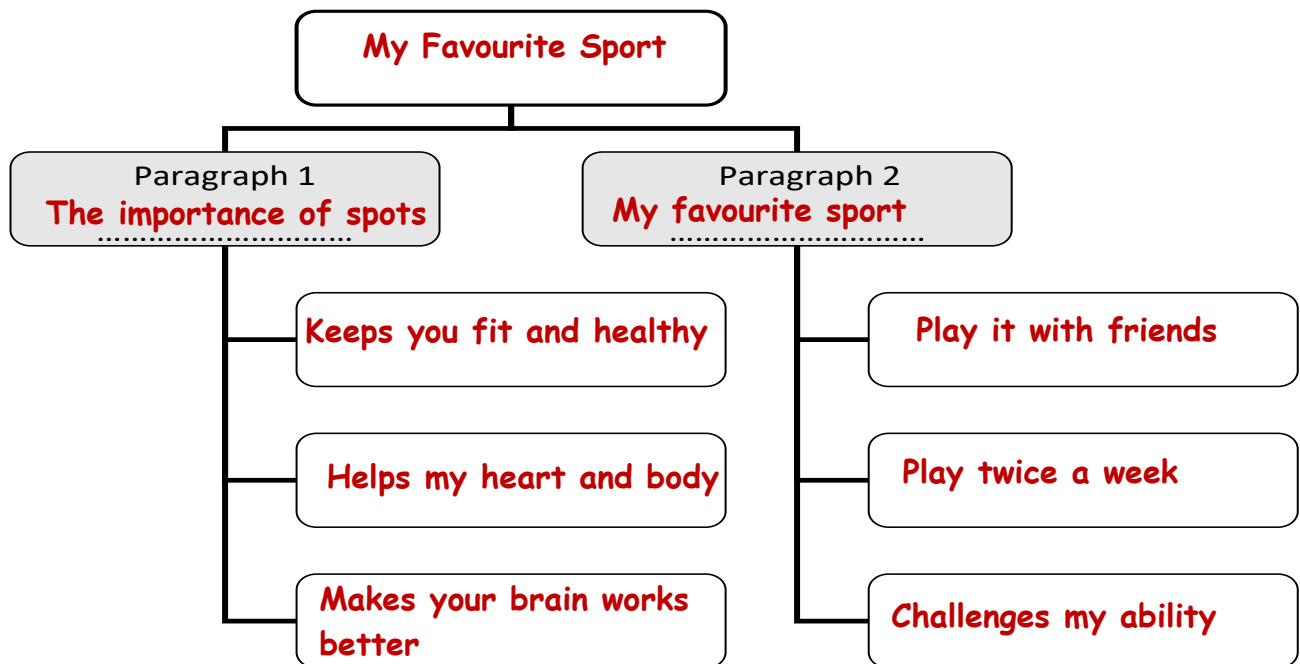 My Favourite Sport
Paragraph 1
The importance of spots
................................
Keeps you fit and healthy
Helps my heart and body
Makes your brain works
better
Paragraph 2
My favourite sport
................................
Play it with friends
Play twice a week
Challenges my ability